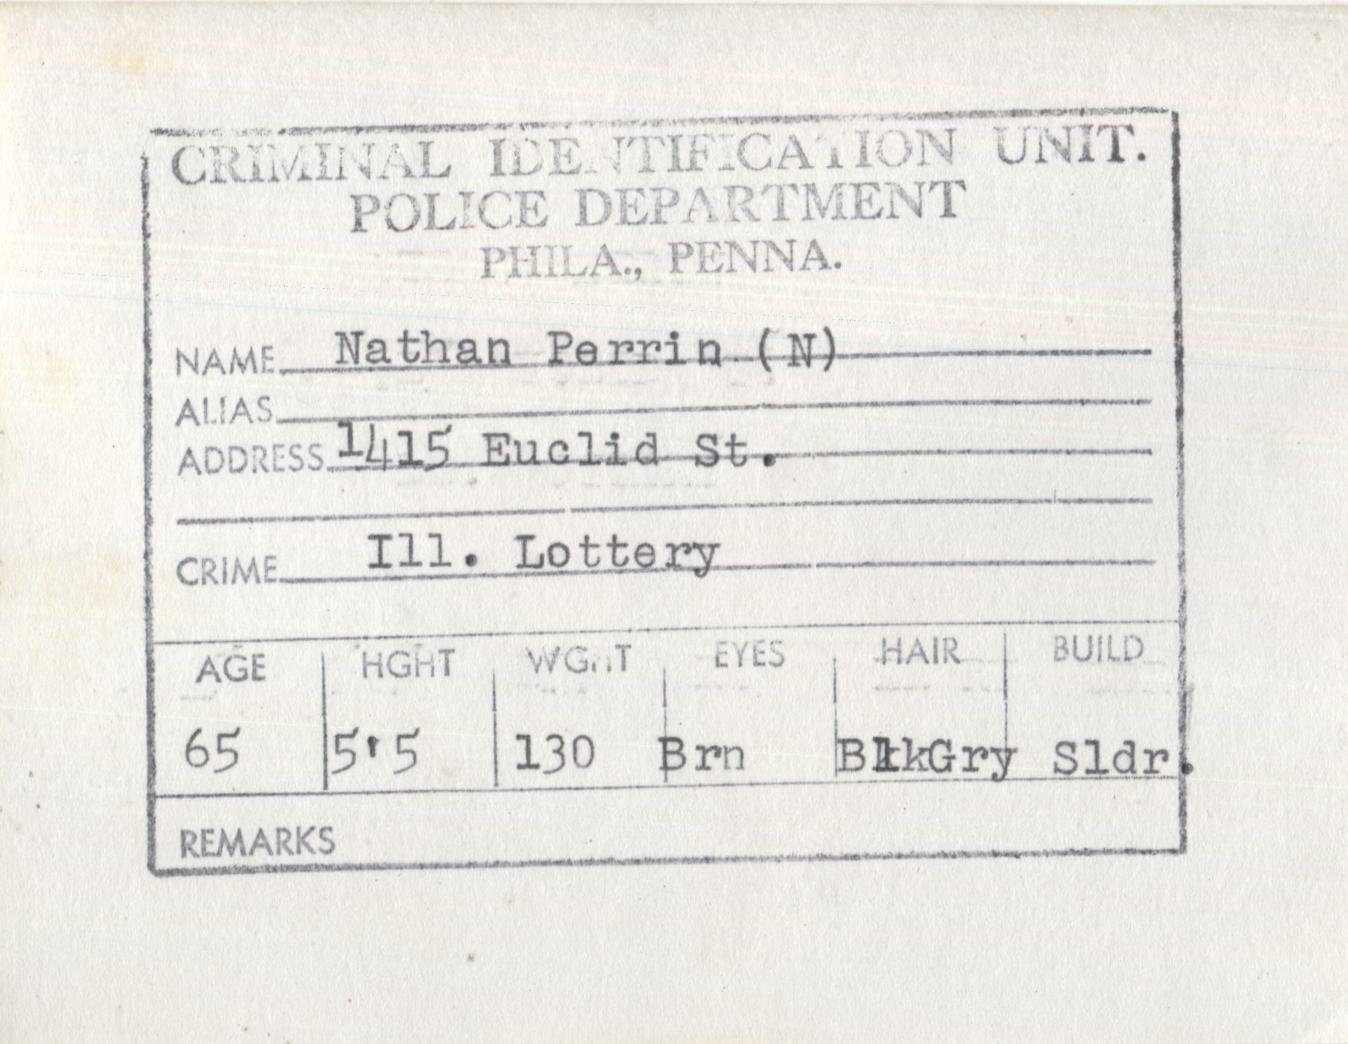 CRIMINAL IDENTIFICATION UNIT.
POLICE DEPARTMENT
PHILA., PENNA.
NAME Nathan Perrin (N)
ALIAS
ADDRESS 1415 Euclid St.
CRIME Ill. Lottery
AGE HGHT WGHT EYES HAIR BUILD
65 5'5 130 Brn BlkGry Sldr.
REMARKS